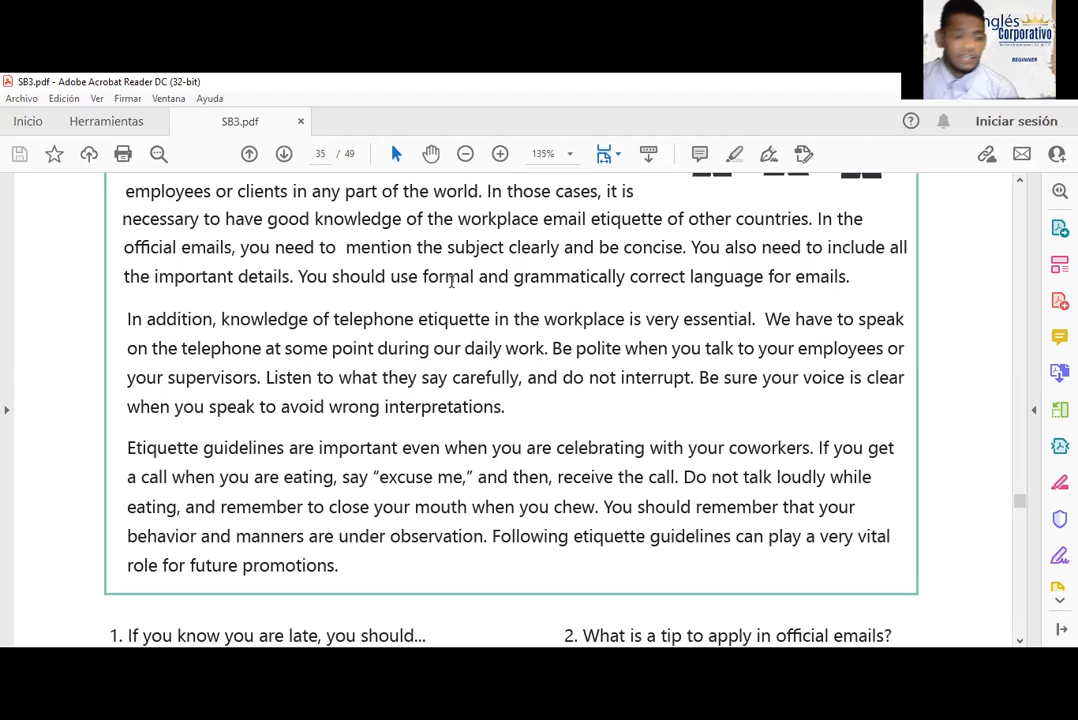 nglés
Corporativo
BEGINNER
SB3.pdf - Adobe Acrobat Reader DC (32-bit)
Archivo Edición Ver Firmar Ventana Ayuda
Inicio Herramientas SB3.pdf × Iniciar sesión
35 / 49 135%
employees or clients in any part of the world. In those cases, it is
necessary to have good knowledge of the workplace email etiquette of other countries. In the
official emails, you need to mention the subject clearly and be concise. You also need to include all
the important details. You should use formal and grammatically correct language for emails.
In addition, knowledge of telephone etiquette in the workplace is very essential. We have to speak
on the telephone at some point during our daily work. Be polite when you talk to your employees or
your supervisors. Listen to what they say carefully, and do not interrupt. Be sure your voice is clear
when you speak to avoid wrong interpretations.
Etiquette guidelines are important even when you are celebrating with your coworkers. If you get
a call when you are eating, say “excuse me,” and then, receive the call. Do not talk loudly while
eating, and remember to close your mouth when you chew. You should remember that your
behavior and manners are under observation. Following etiquette guidelines can play a very vital
role for future promotions.
1. If you know you are late, you should... 2. What is a tip to apply in official emails?